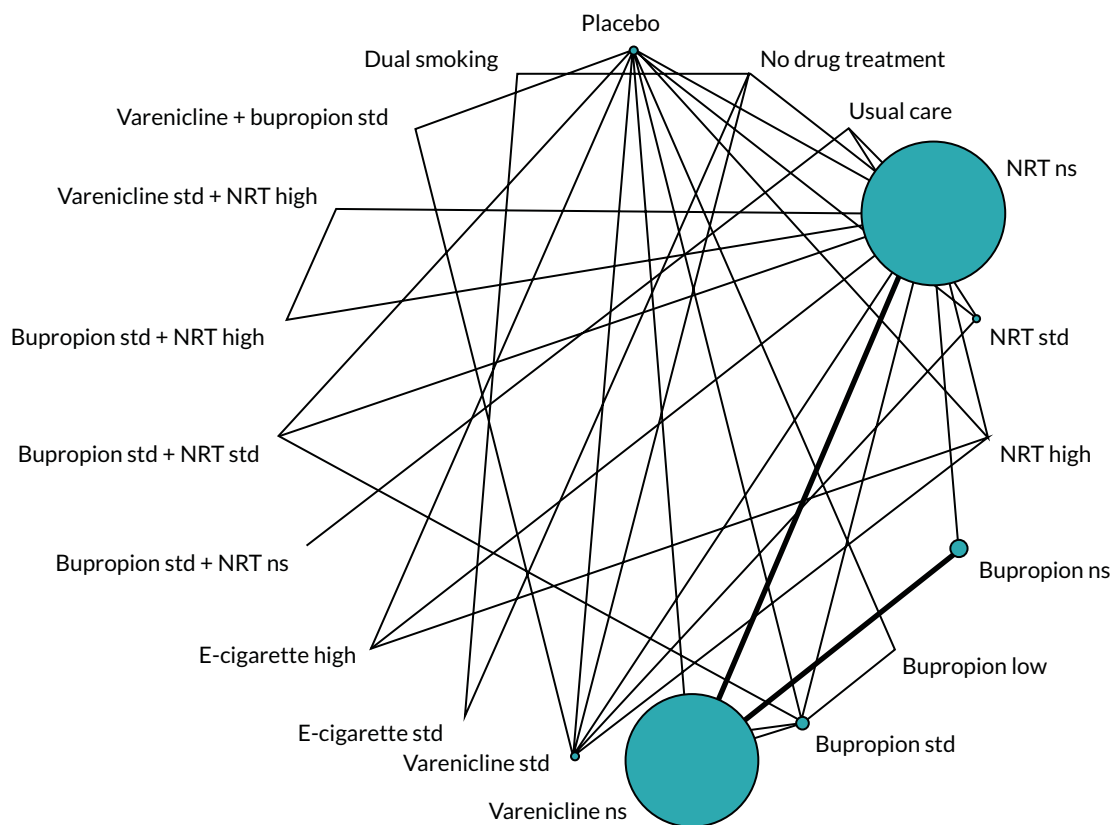 Placebo
Dual smoking
No drug treatment
Varenicline + bupropion std
Usual care
NRT ns
Varenicline std + NRT high
Bupropion std + NRT high
NRT std
Bupropion std + NRT std
NRT high
Bupropion std + NRT ns
Bupropion ns
E-cigarette high
Bupropion low
E-cigarette std
Bupropion std
Varenicline std
Varenicline ns